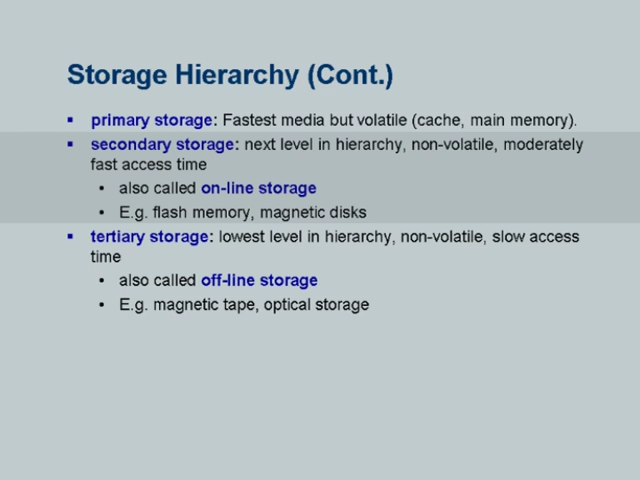 Storage Hierarchy (Cont.)
▪ primary storage: Fastest media but volatile (cache, main memory).
▪ secondary storage: next level in hierarchy, non-volatile, moderately
fast access time
• also called on-line storage
• E.g. flash memory, magnetic disks
▪ tertiary storage: lowest level in hierarchy, non-volatile, slow access
time
• also called off-line storage
• E.g. magnetic tape, optical storage